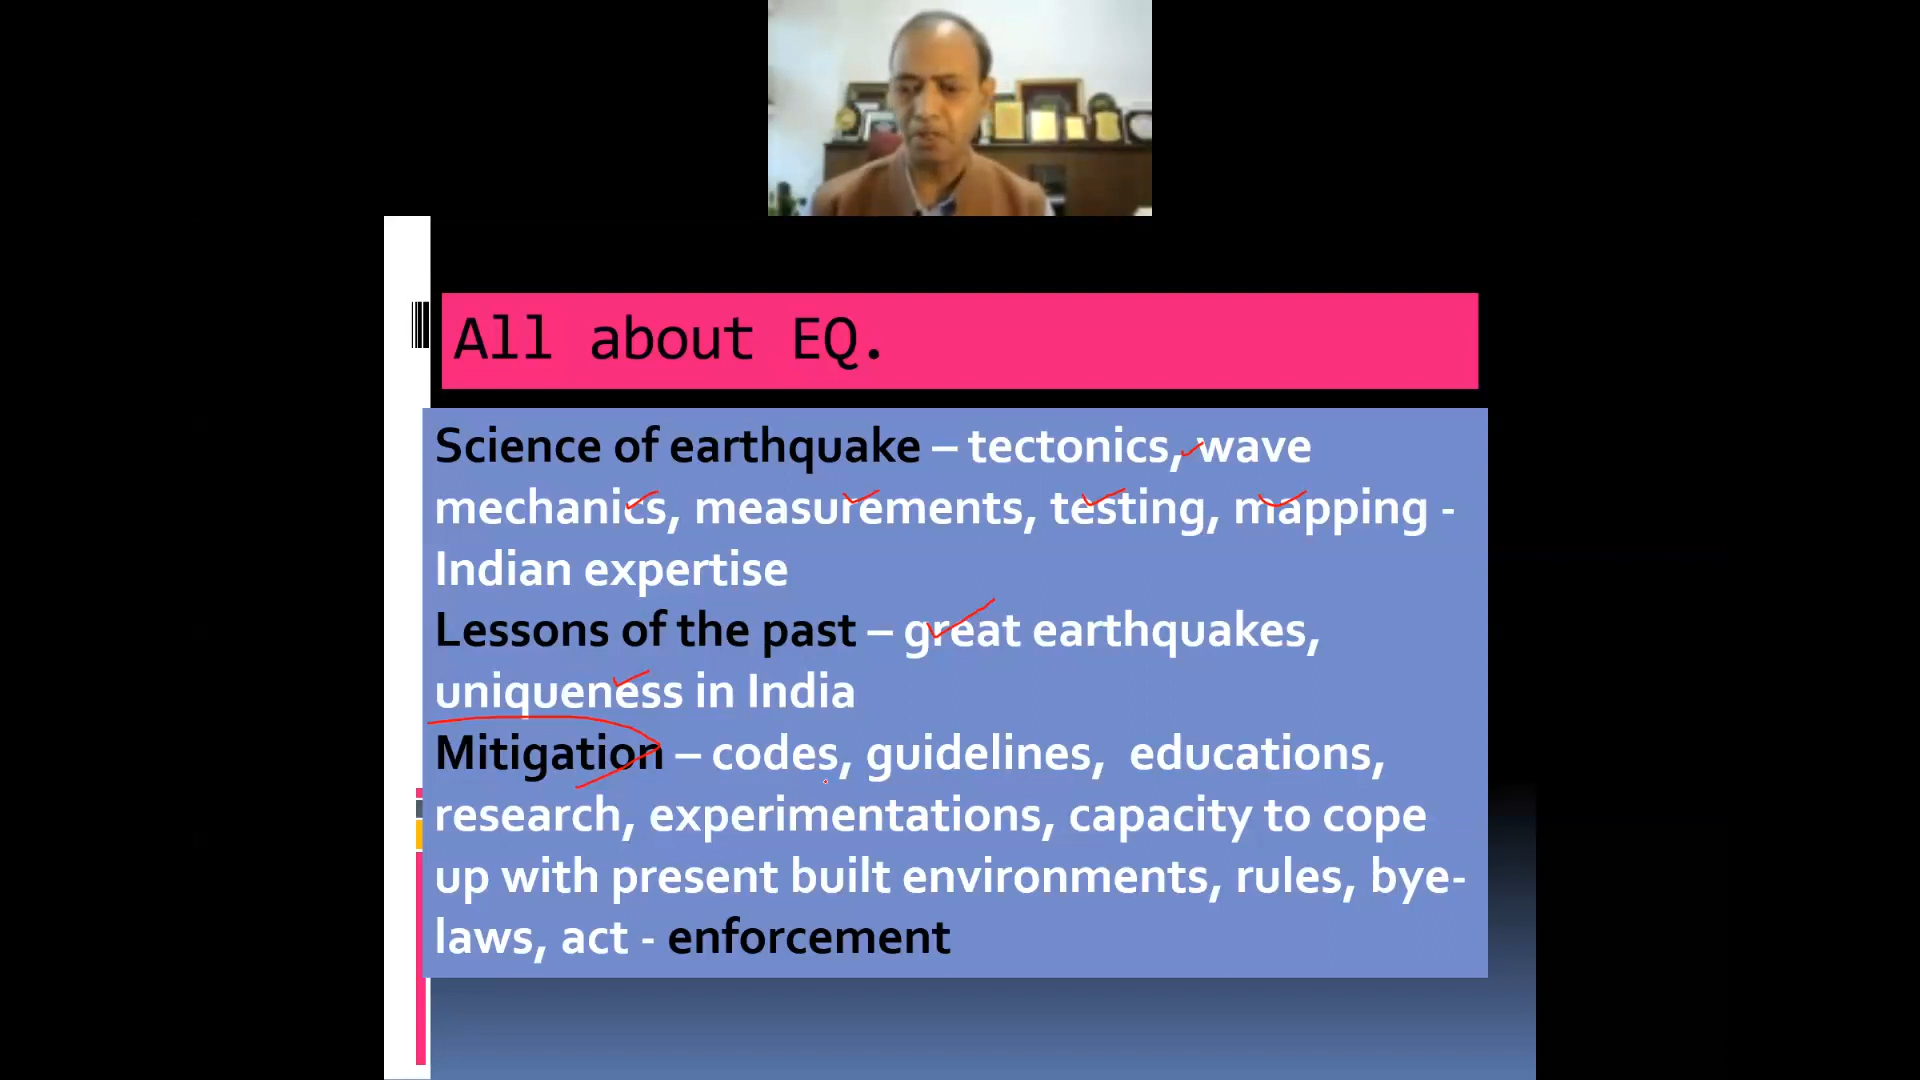 All about EQ.
Science of earthquake – tectonics, wave
mechanics, measurements, testing, mapping -
Indian expertise
Lessons of the past – great earthquakes,
uniqueness in India
Mitigation – codes, guidelines, educations,
research, experimentations, capacity to cope
up with present built environments, rules, bye-
laws, act - enforcement